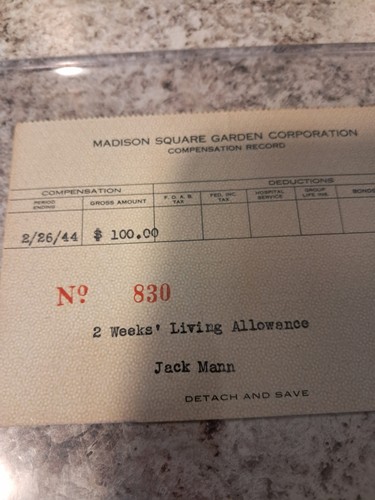 MADISON SQUARE GARDEN CORPORATION
COMPENSATION RECORD
COMPENSATION DEDUCTIONS
PERIOD ENDING GROSS AMOUNT F. O. A. B. TAX FED. INC. TAX HOSPITAL SERVICE GROUP LIFE INS. BONDS
2/26/44 $ 100.00
Nº 830
2 Weeks' Living Allowance
Jack Mann
DETACH AND SAVE